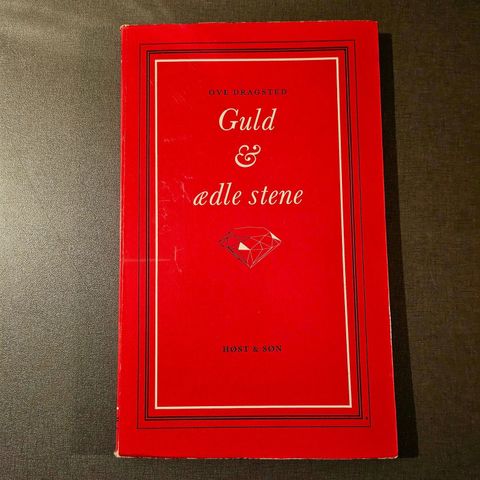 OVE DRAGSTED
Guld
&
ædle stene
HØST & SØN